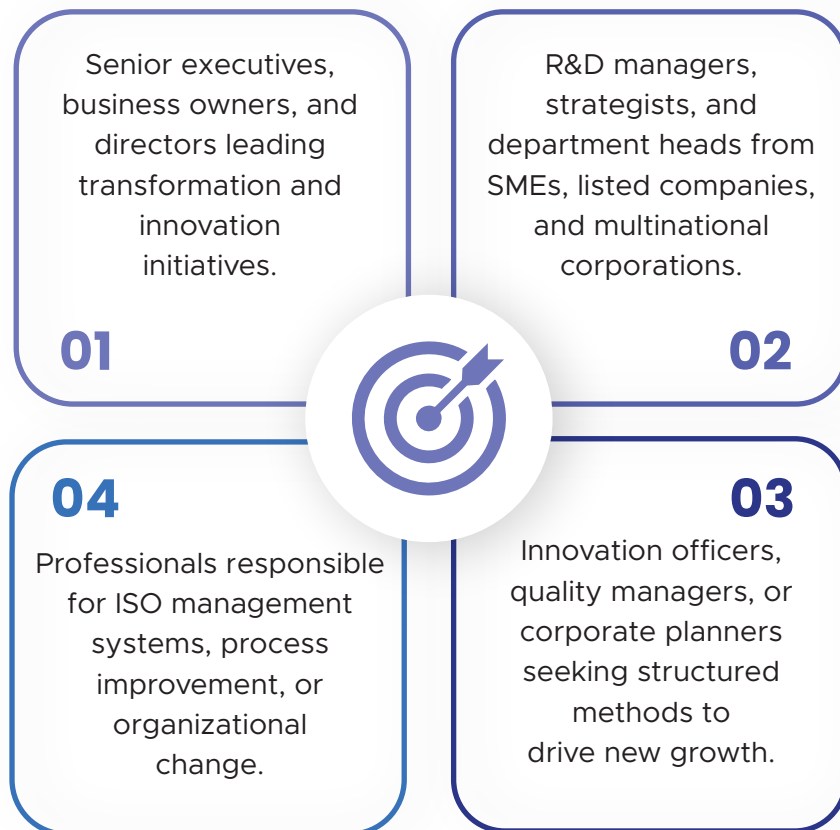 Senior executives,
business owners, and
directors leading
transformation and
innovation
initiatives.
01
R&D managers,
strategists, and
department heads from
SMEs, listed companies,
and multinational
corporations.
02
03
Innovation officers,
quality managers, or
corporate planners
seeking structured
methods to
drive new growth.
04
Professionals responsible
for ISO management
systems, process
improvement, or
organizational
change.